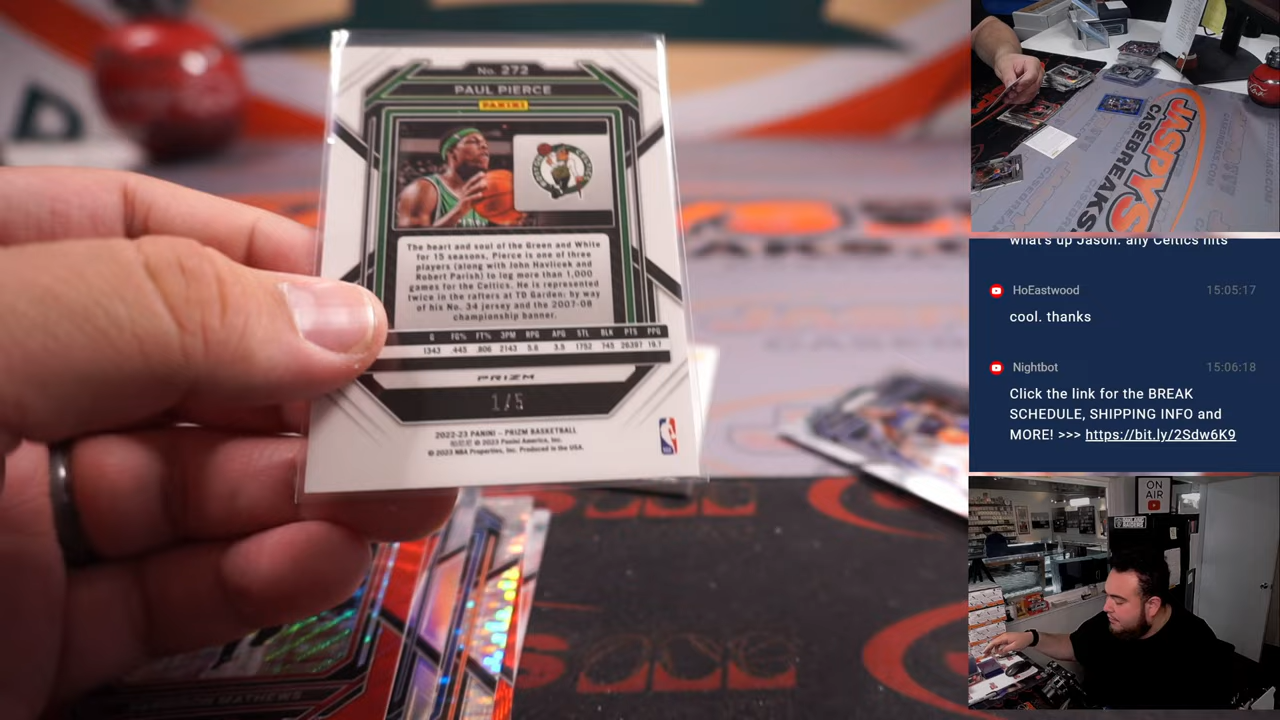 No. 272
PAUL PIERCE
PANINI
The heart and soul of the Green and White
for 15 seasons, Pierce is one of three
players (along with John Havlicek and
Robert Parish) to log more than 1,000
games for the Celtics. He is represented
twice in the rafters at TD Garden: by way
of his No. 34 jersey and the 2007-08
championship banner.
G FG% FT% 3PM RPG APG STL BLK PTS PPG
1343 .445 .806 2143 5.6 3.5 1752 745 26397 19.7
PRIZM
1/5
2022-23 PANINI – PRIZM BASKETBALL
© 2023 Panini America, Inc.
© 2023 NBA Properties, Inc. Produced in the USA.
NBA
MATHEWS
JASPYS
CASEBREAKS
what's up Jason. any Celtics hits
HoEastwood 15:05:17
cool. thanks
Nightbot 15:06:18
Click the link for the BREAK
SCHEDULE, SHIPPING INFO and
MORE! >>> https://bit.ly/2Sdw6K9
ON
AIR